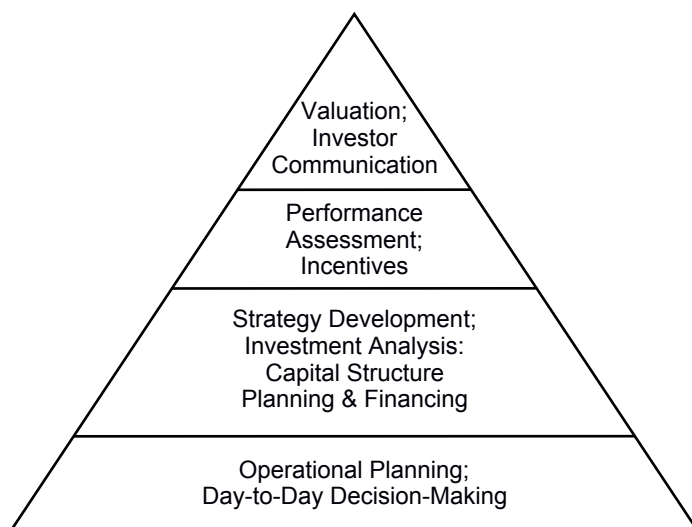 Valuation;
Investor
Communication
Performance
Assessment;
Incentives
Strategy Development;
Investment Analysis:
Capital Structure
Planning & Financing
Operational Planning;
Day-to-Day Decision-Making